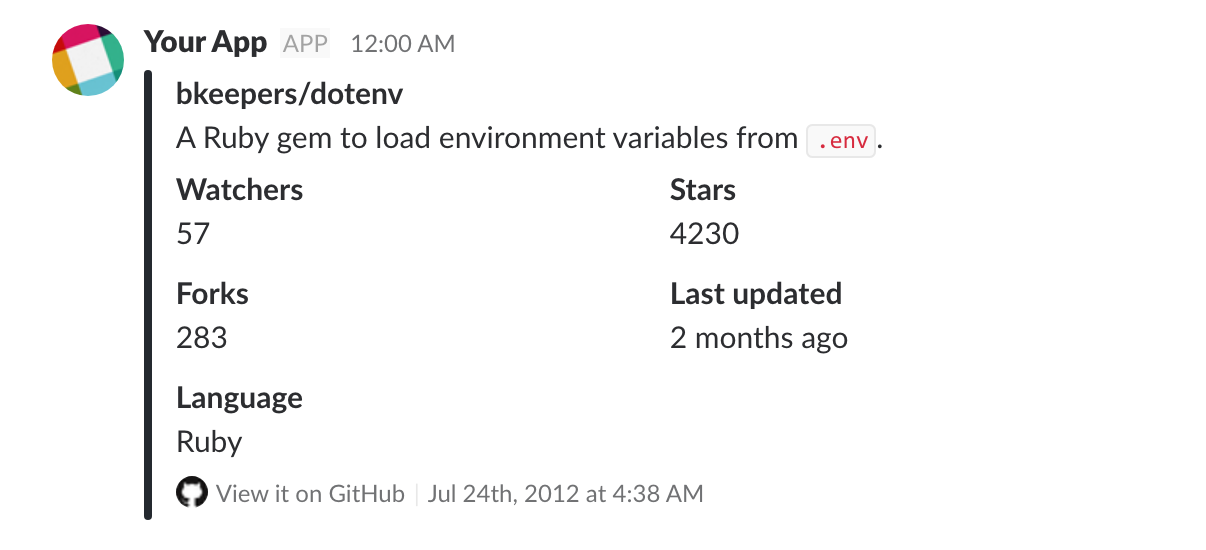 Your App APP 12:00 AM
bkeepers/dotenv
A Ruby gem to load environment variables from .env.
Watchers Stars
57 4230
Forks Last updated
283 2 months ago
Language
Ruby
View it on GitHub | Jul 24th, 2012 at 4:38 AM